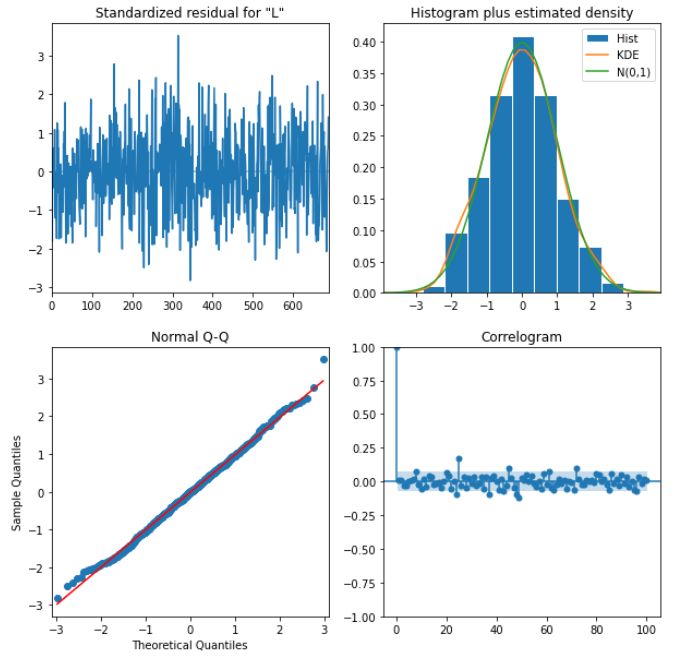 Standardized residual for "L"
3
2
1
0
−1
−2
−3
0 100 200 300 400 500 600
Histogram plus estimated density
Hist
KDE
N(0,1)
0.40
0.35
0.30
0.25
0.20
0.15
0.10
0.05
0.00
−3 −2 −1 0 1 2 3
Normal Q-Q
Sample Quantiles
3
2
1
0
−1
−2
−3
−3 −2 −1 0 1 2 3
Theoretical Quantiles
Correlogram
1.00
0.75
0.50
0.25
0.00
−0.25
−0.50
−0.75
−1.00
0 20 40 60 80 100